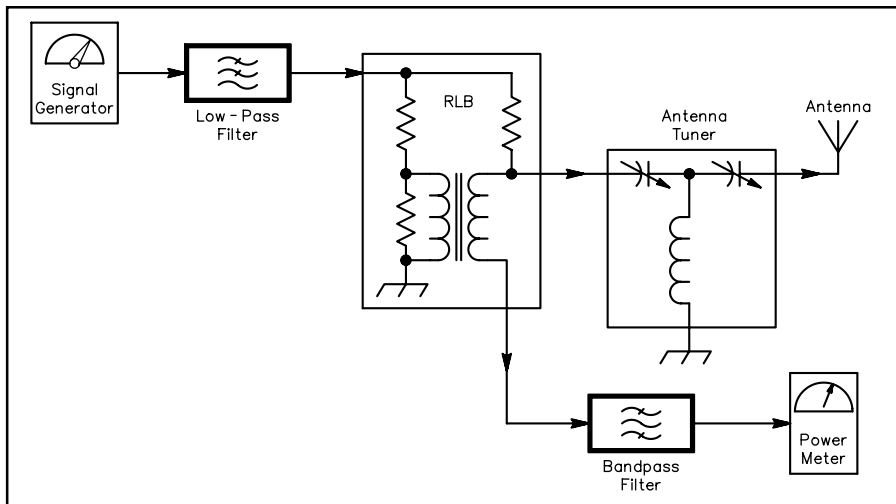 Signal
Generator
Low-Pass
Filter
RLB
Antenna
Tuner
Antenna
Bandpass
Filter
Power
Meter